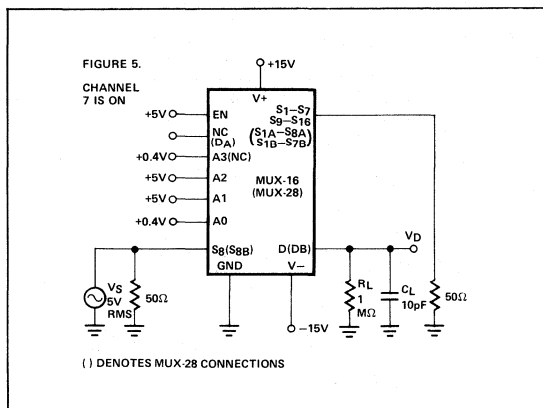 FIGURE 5.
CHANNEL
7 IS ON
+15V
V+
+5V
EN
S1–S7
S9–S16
NC
(DA)
(S1A–S8A
S1B–S7B)
+0.4V
A3(NC)
MUX-16
(MUX-28)
+5V
A2
+5V
A1
+0.4V
A0
S8(S8B)
D(DB)
VD
GND
V–
VS
5V
RMS
50Ω
RL
1
MΩ
CL
10pF
50Ω
–15V
( ) DENOTES MUX-28 CONNECTIONS